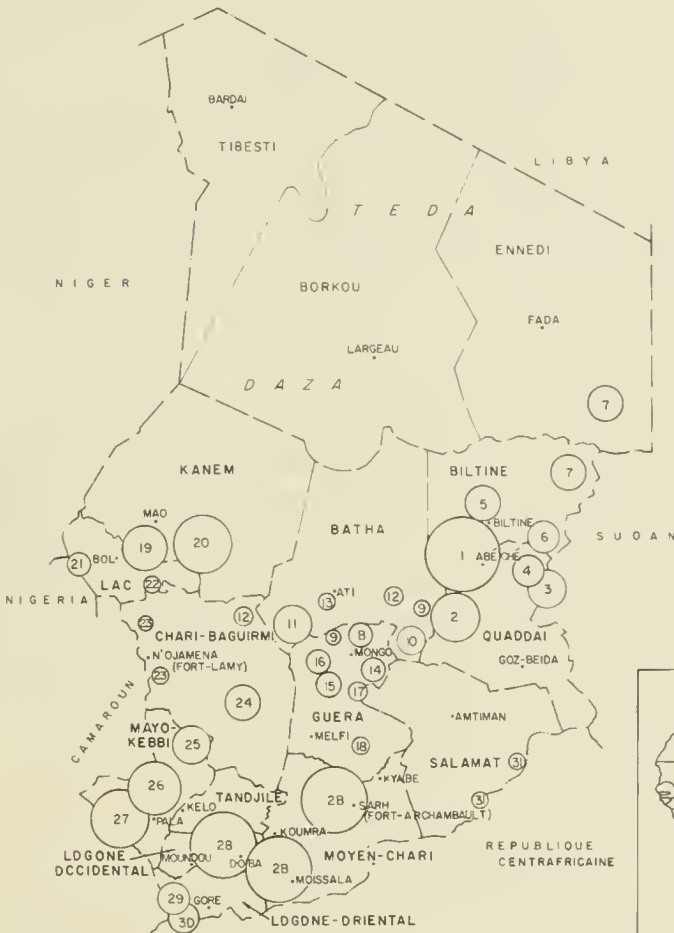 BARDAI
TIBESTI
LIBYA
TEDA
ENNEDI
NIGER
BORKOU
FADA
LARGEAU
DAZA
7
KANEM
BILTINE
7
5
MAO
BATHA
BILTINE
19
20
1
ABÉCHÉ
6
SUDAN
21
BOL
4
3
LAC
22
ATI
NIGERIA
13
12
9
2
23
CHARI-BAGUIRMI
12
11
9
8
10
QUADDAI
N'DJAMENA
(FORT-LAMY)
MONGO
GOZ-BEIDA
16
14
23
15
17
24
GUERA
AMTIMAN
CAMAROUN
MAYO-
KEBBI
25
MELFI
18
SALAMAT
31
26
TANDJILE
KYABE
28
31
27
KELO
SARH
(FORT-ARCHAMBAULT)
PALA
KOUMRA
REPUBLIQUE
CENTRAFRICAINE
LOGONE
OCCIDENTAL
28
MOUNDOU
DOBA
28
MOYEN-CHARI
MOISSALA
29
GORE
LOGONE-ORIENTAL
30